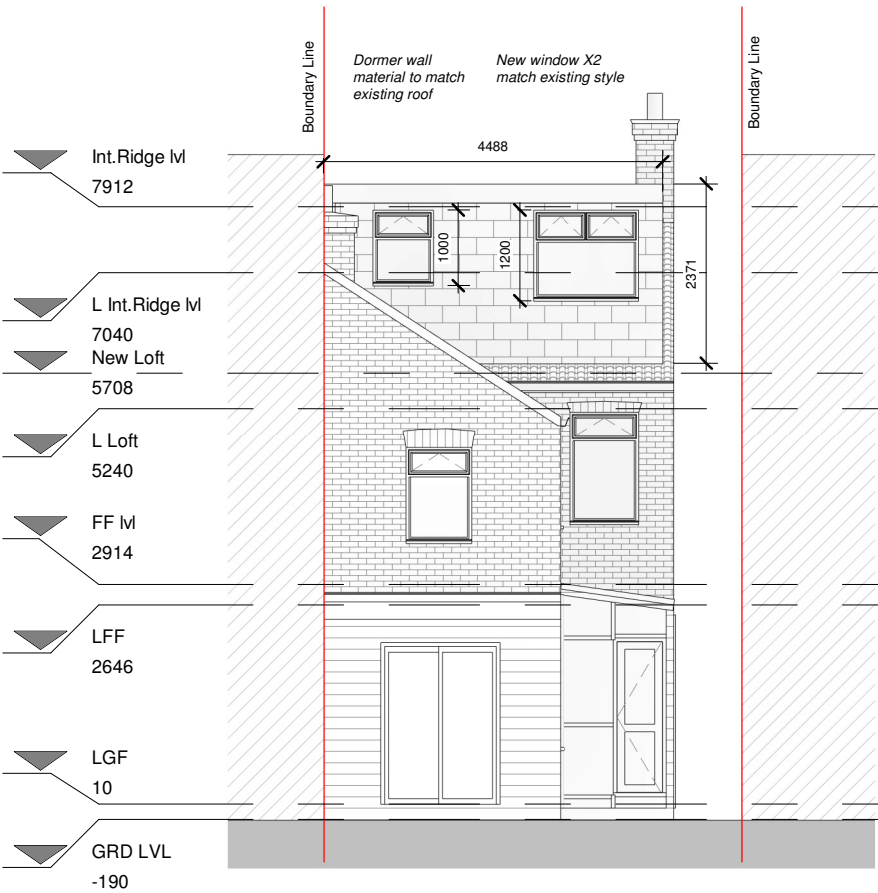 Boundary Line
Dormer wall
material to match
existing roof
New window X2
match existing style
Boundary Line
4488
1000
1200
2371
Int.Ridge lvl
7912
L Int.Ridge lvl
7040
New Loft
5708
L Loft
5240
FF lvl
2914
LFF
2646
LGF
10
GRD LVL
-190